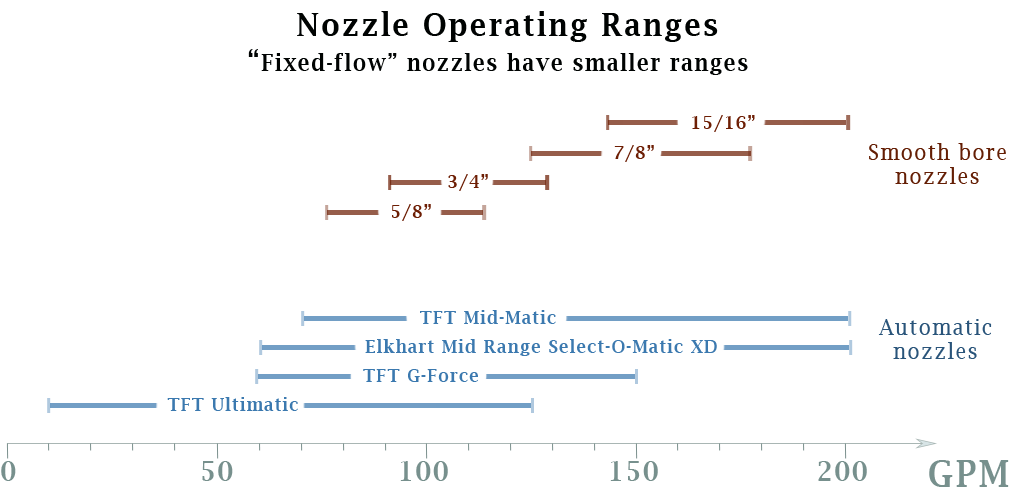 Nozzle Operating Ranges
“Fixed-flow” nozzles have smaller ranges
15/16”
7/8”
3/4”
5/8”
Smooth bore
nozzles
TFT Mid-Matic
Elkhart Mid Range Select-O-Matic XD
TFT G-Force
TFT Ultimatic
Automatic
nozzles
0 50 100 150 200 GPM